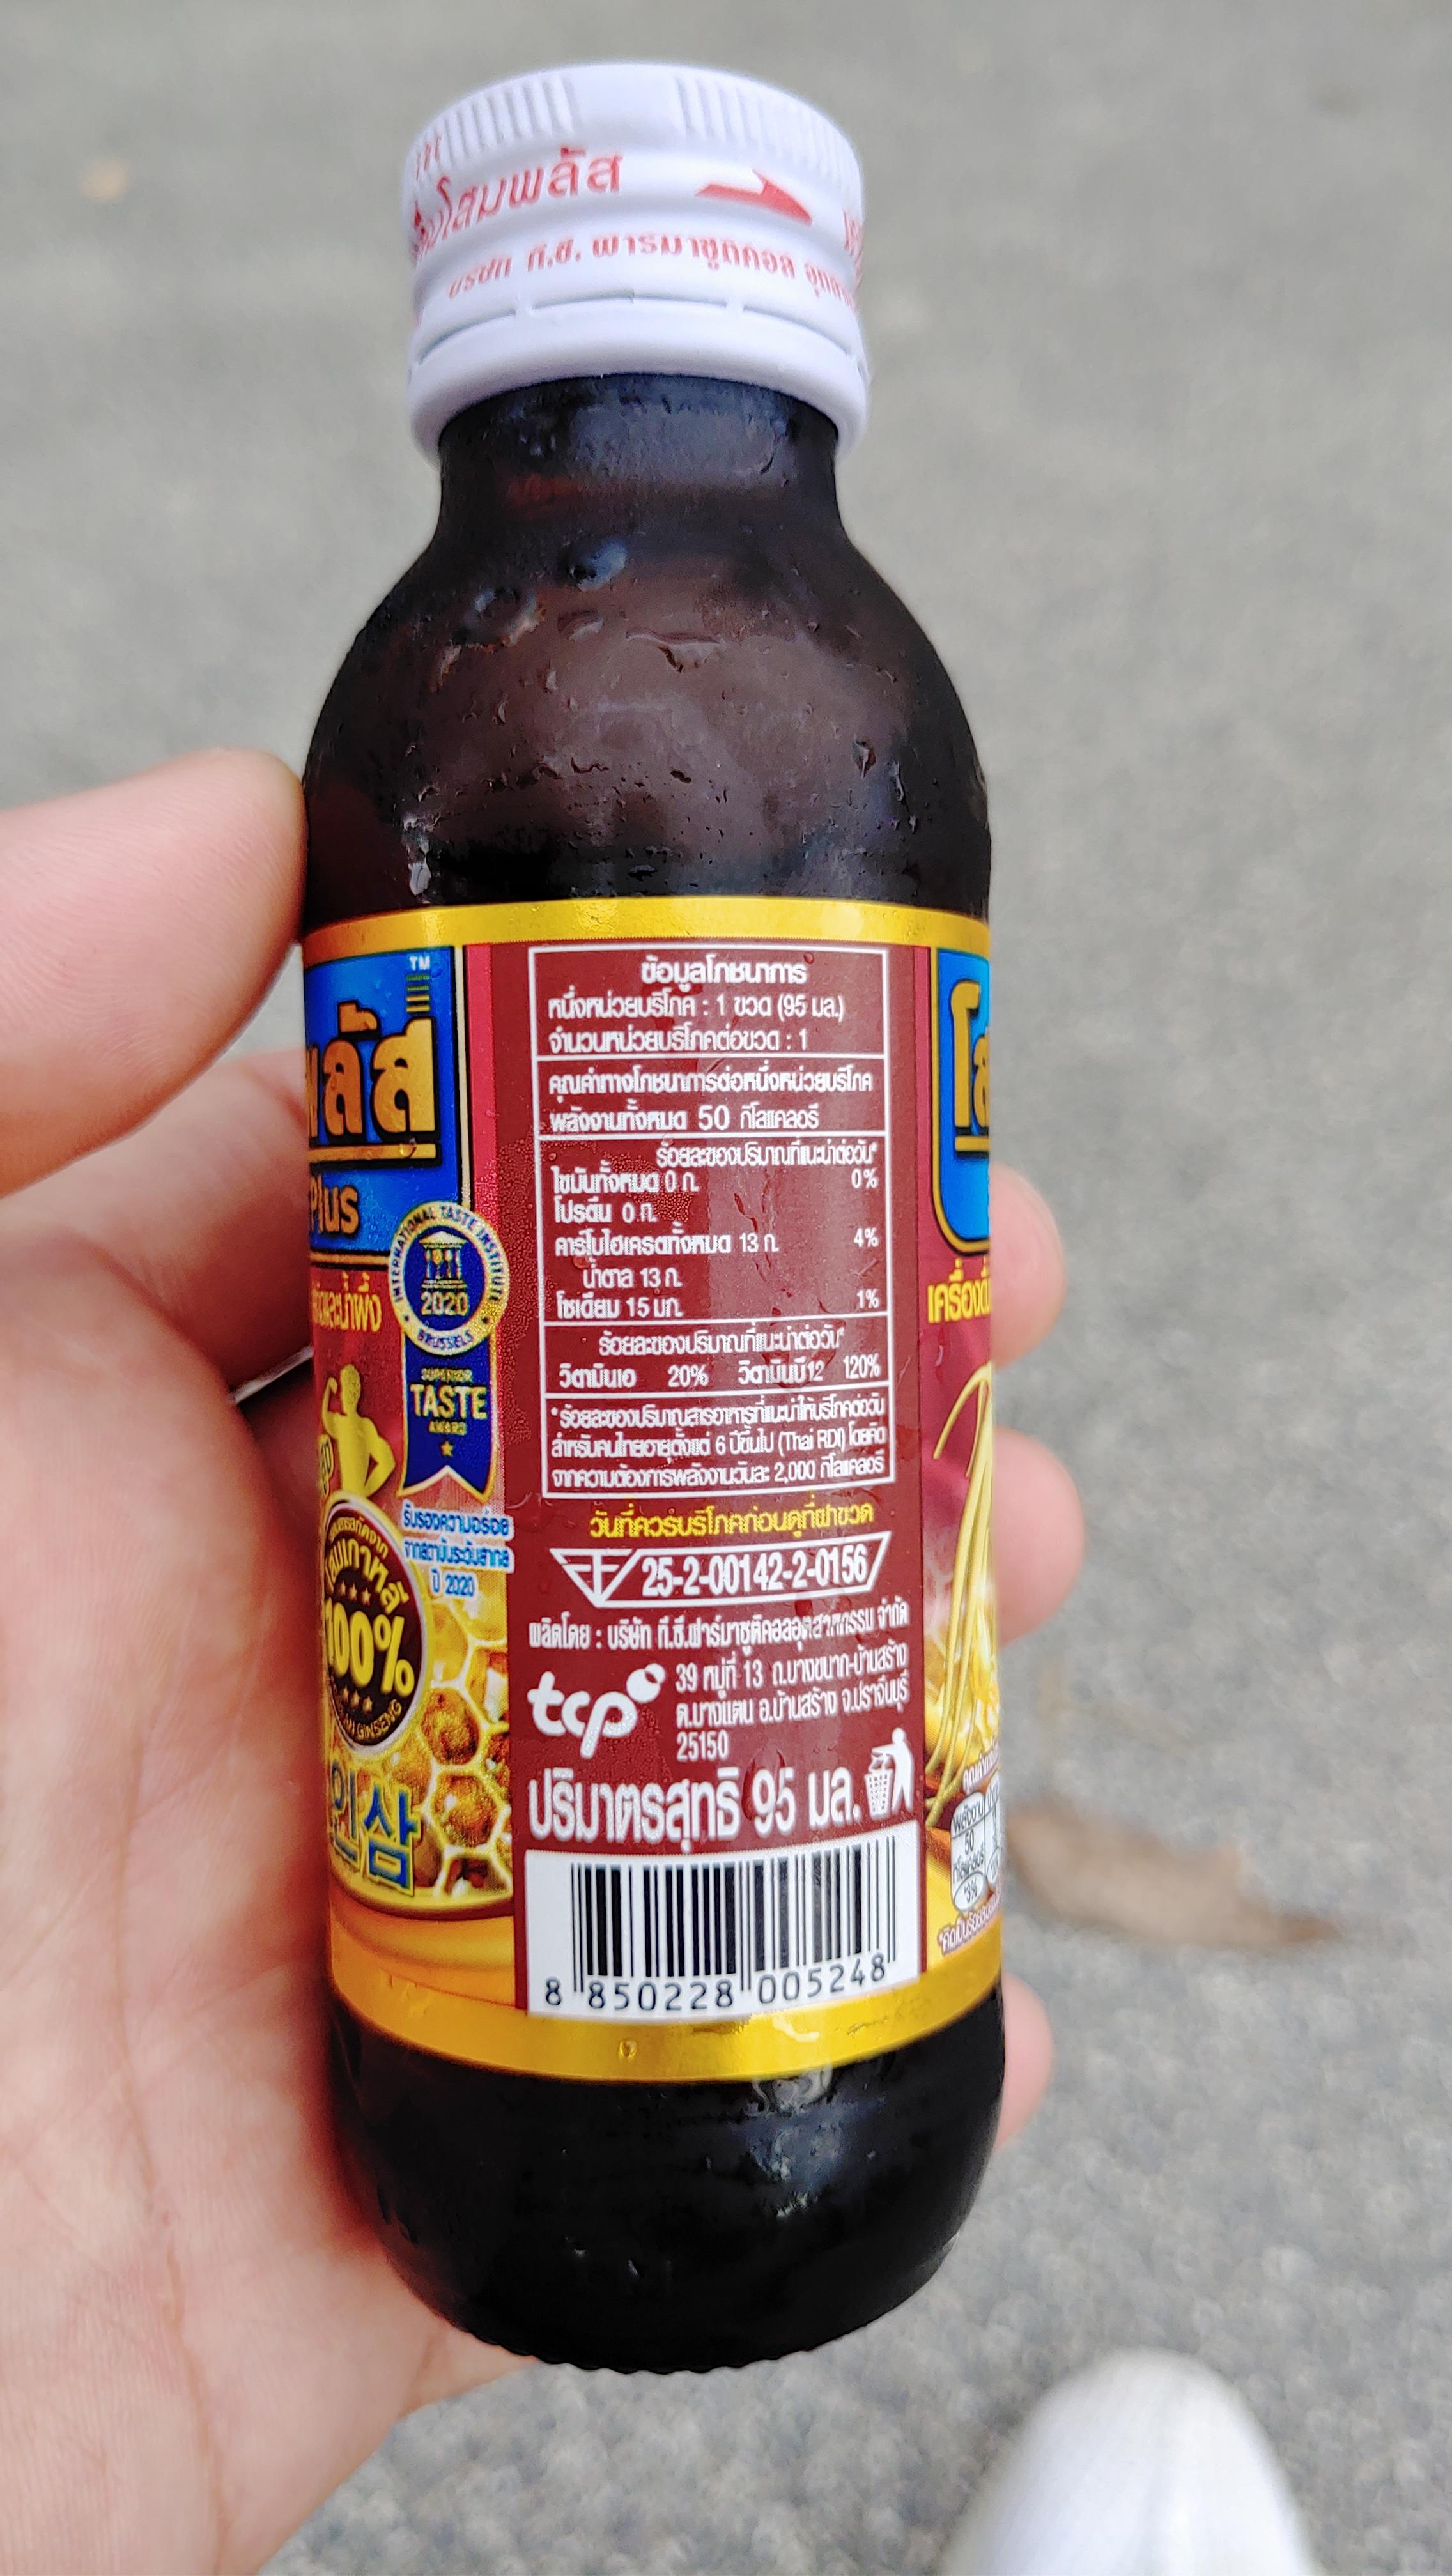 โสมพลัส
บริษัท ที.ซี. ฟาร์มาซูติคอล
TM
ลัส
Plus
และน้ำผึ้ง
INTERNATIONAL TASTE INSTITUTE
2020
BRUSSELS
SUPERIOR
TASTE
AWARD
รับรองความอร่อย
จากสถาบันระดับสากล
ปี 2020
100%
GINSENG
인삼
ข้อมูลโภชนาการ
หนึ่งหน่วยบริโภค : 1 ขวด (95 มล.)
จำนวนหน่วยบริโภคต่อขวด : 1
คุณค่าทางโภชนาการต่อหนึ่งหน่วยบริโภค
พลังงานทั้งหมด 50 กิโลแคลอรี
ร้อยละของปริมาณที่แนะนำต่อวัน*
ไขมันทั้งหมด 0 ก. 0%
โปรตีน 0 ก.
คาร์โบไฮเดรตทั้งหมด 13 ก. 4%
น้ำตาล 13 ก.
โซเดียม 15 มก. 1%
ร้อยละของปริมาณที่แนะนำต่อวัน*
วิตามินเอ 20% วิตามินบี12 120%
*ร้อยละของปริมาณสารอาหารที่แนะนำให้บริโภคต่อวัน
สำหรับคนไทยอายุตั้งแต่ 6 ปีขึ้นไป (Thai RDI) โดยคิด
จากความต้องการพลังงานวันละ 2,000 กิโลแคลอรี
วันที่ควรบริโภคก่อนดูที่ฝาขวด
25-2-00142-2-0156
ผลิตโดย : บริษัท ที.ซี.ฟาร์มาซูติคอลอุตสาหกรรม จำกัด
tcp
39 หมู่ที่ 13 ถ.บางขนาก-บ้านสร้าง
ต.บางแตน อ.บ้านสร้าง จ.ปราจีนบุรี
25150
ปริมาตรสุทธิ 95 มล.
8 850228 005248
พลังงาน
50
กิโลแคลอรี
*3%